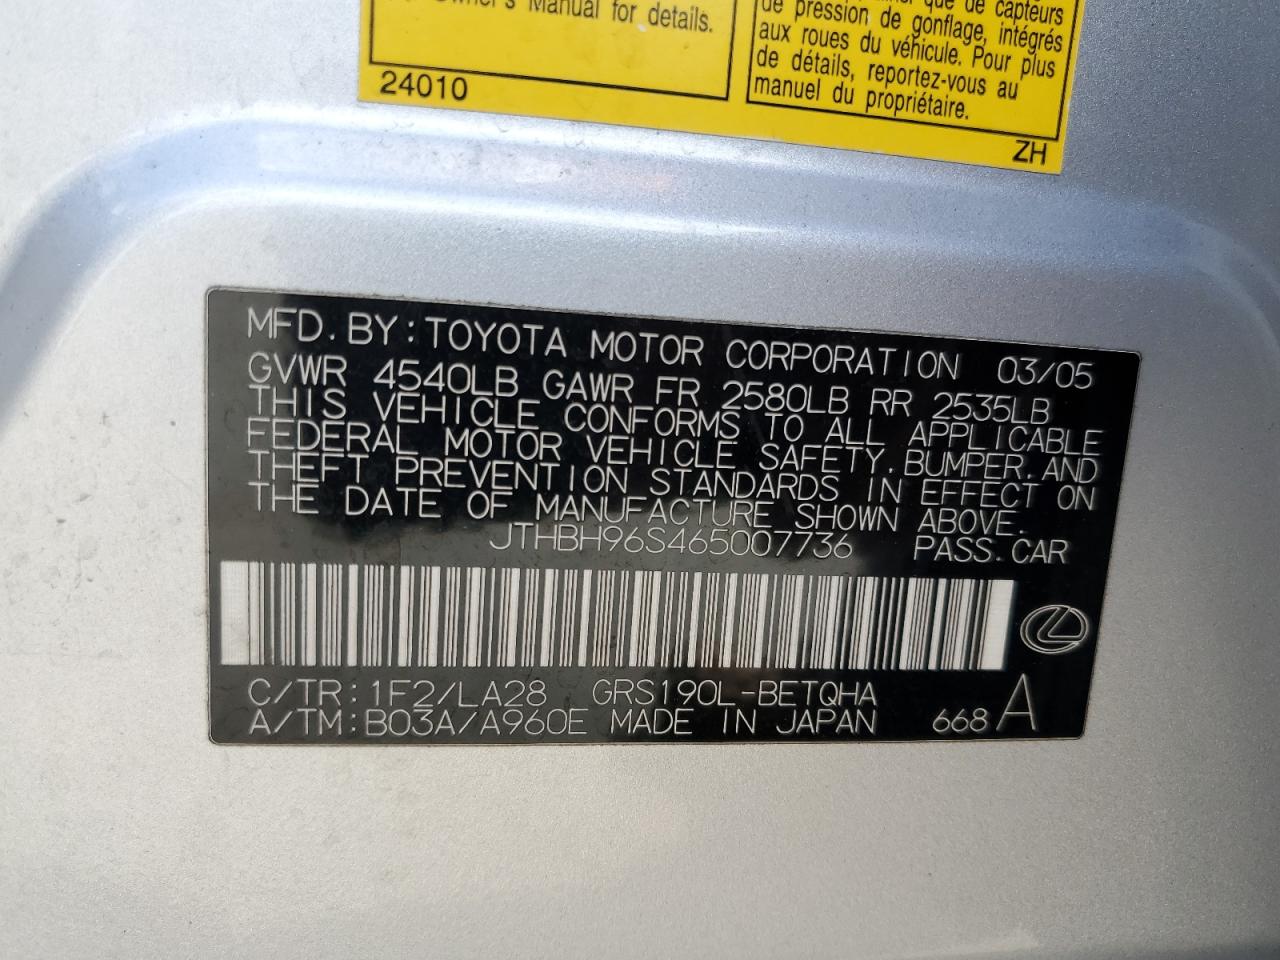 Manual for details.
24010
que de capteurs
de pression de gonflage, intégrés
aux roues du véhicule. Pour plus
de détails, reportez-vous au
manuel du propriétaire.
ZH
MFD. BY: TOYOTA MOTOR CORPORATION 03/05
GVWR 4540LB GAWR FR 2580LB RR 2535LB
THIS VEHICLE CONFORMS TO ALL APPLICABLE
FEDERAL MOTOR VEHICLE SAFETY. BUMPER. AND
THEFT PREVENTION STANDARDS IN EFFECT ON
THE DATE OF MANUFACTURE SHOWN ABOVE.
JTHBH96S465007736 PASS. CAR
C/TR: 1F2/LA28 GRS190L-BETQHA
A/TM: B03A/A960E MADE IN JAPAN 668 A